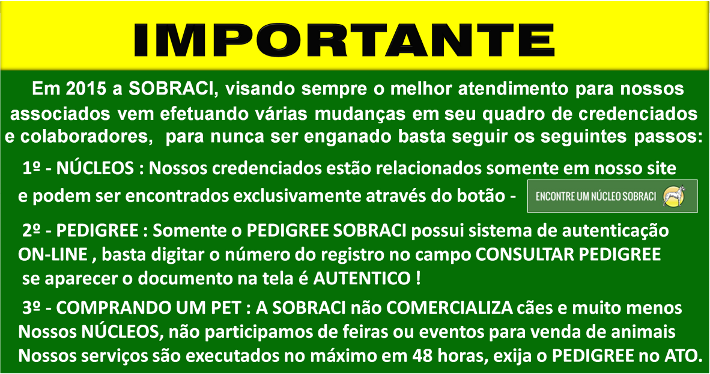 IMPORTANTE
Em 2015 a SOBRACI, visando sempre o melhor atendimento para nossos
associados vem efetuando várias mudanças em seu quadro de credenciados
e colaboradores, para nunca ser enganado basta seguir os seguintes passos:
1º - NÚCLEOS : Nossos credenciados estão relacionados somente em nosso site
e podem ser encontrados exclusivamente através do botão - ENCONTRE UM NÚCLEO SOBRACI
2º - PEDIGREE : Somente o PEDIGREE SOBRACI possui sistema de autenticação
ON-LINE , basta digitar o número do registro no campo CONSULTAR PEDIGREE
se aparecer o documento na tela é AUTENTICO !
3º - COMPRANDO UM PET : A SOBRACI não COMERCIALIZA cães e muito menos
Nossos NÚCLEOS, não participamos de feiras ou eventos para venda de animais
Nossos serviços são executados no máximo em 48 horas, exija o PEDIGREE no ATO.